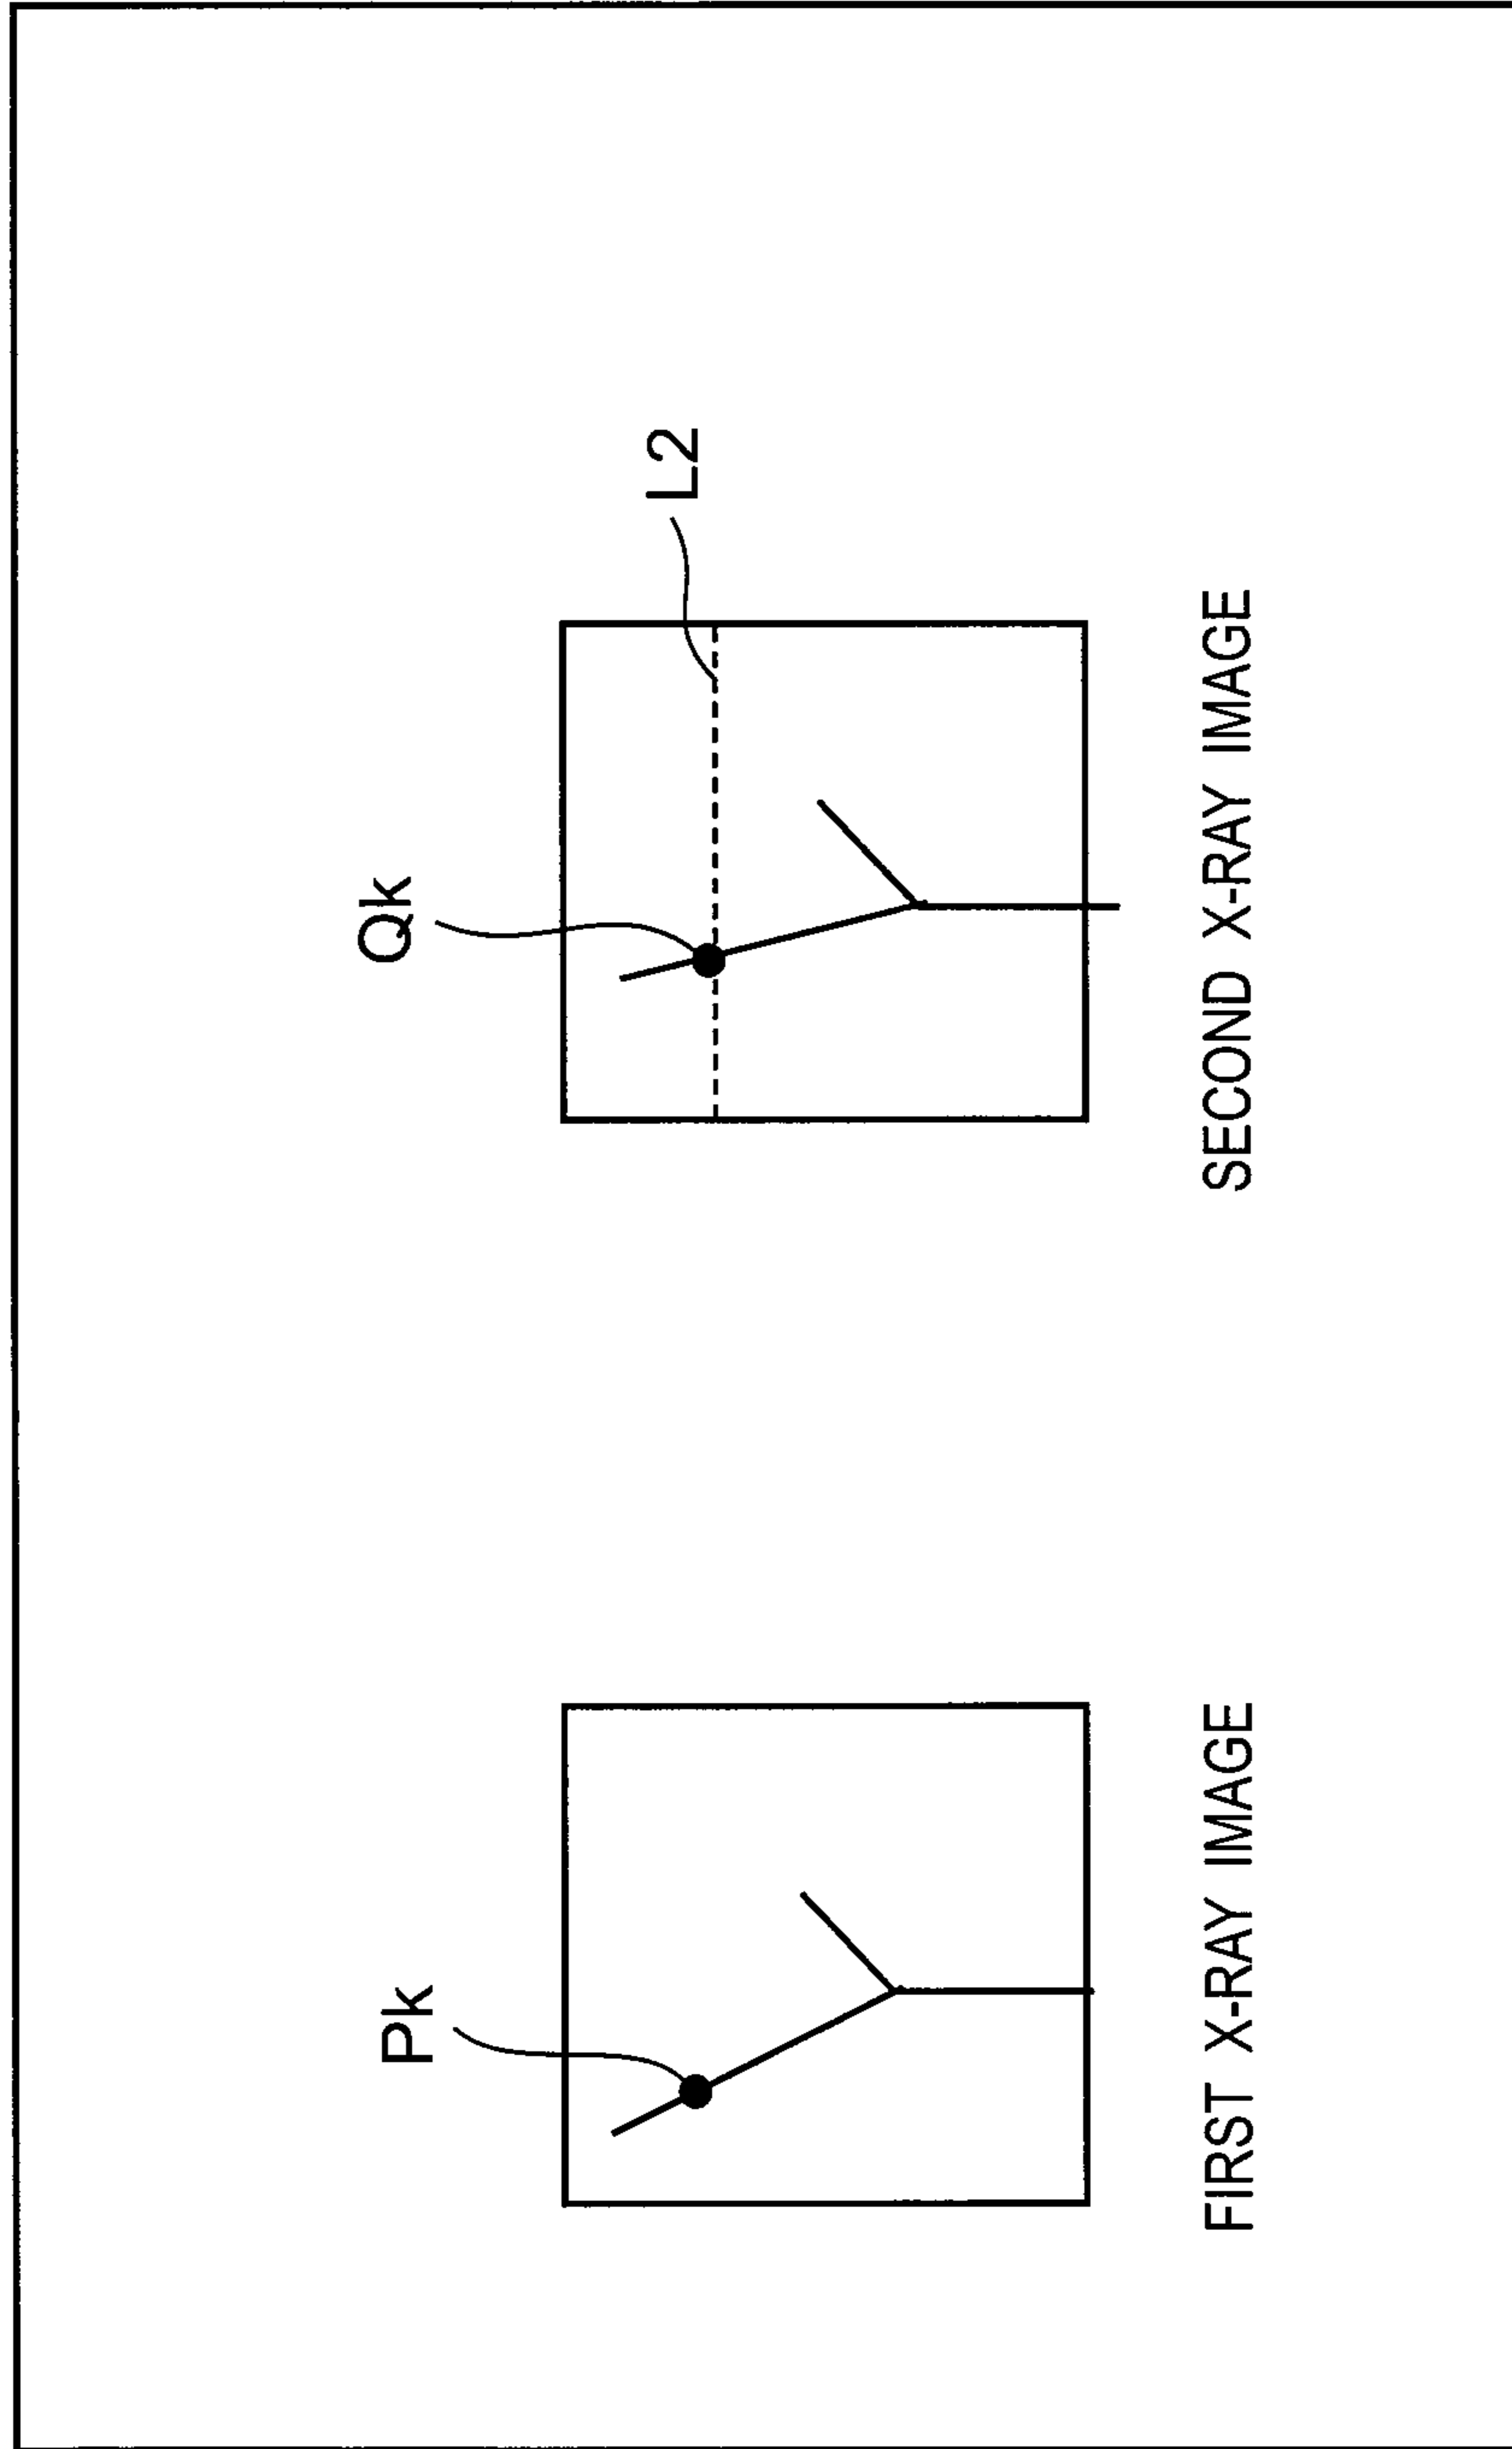 Pk
FIRST X-RAY IMAGE
Qk
L2
SECOND X-RAY IMAGE